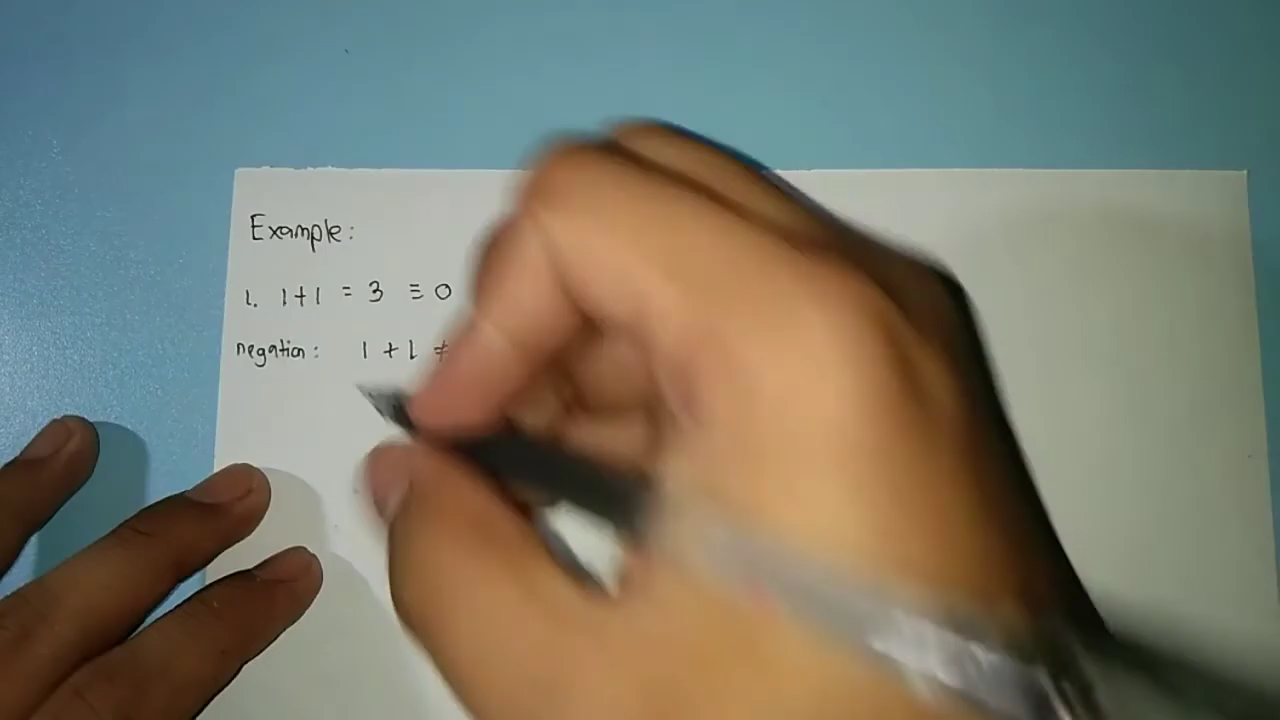 Example:
1. 1+1 = 3 ≡ 0
negation: 1 + 1 ≠